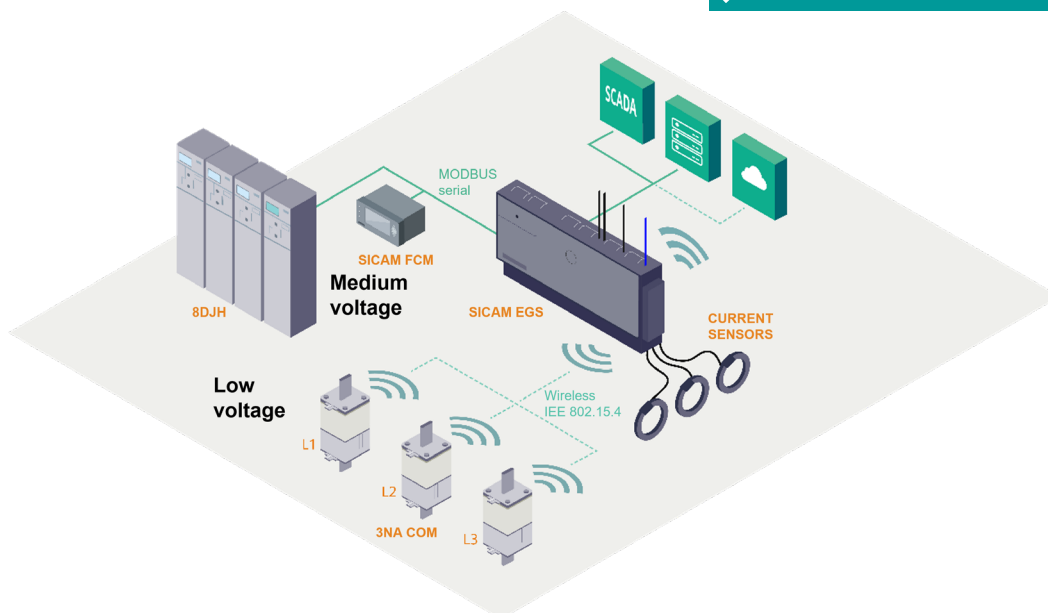 SCADA
MODBUS
serial
SICAM FCM
Medium
voltage
8DJH
SICAM EGS
CURRENT
SENSORS
Low
voltage
Wireless
IEE 802.15.4
L1
L2
3NA COM
L3